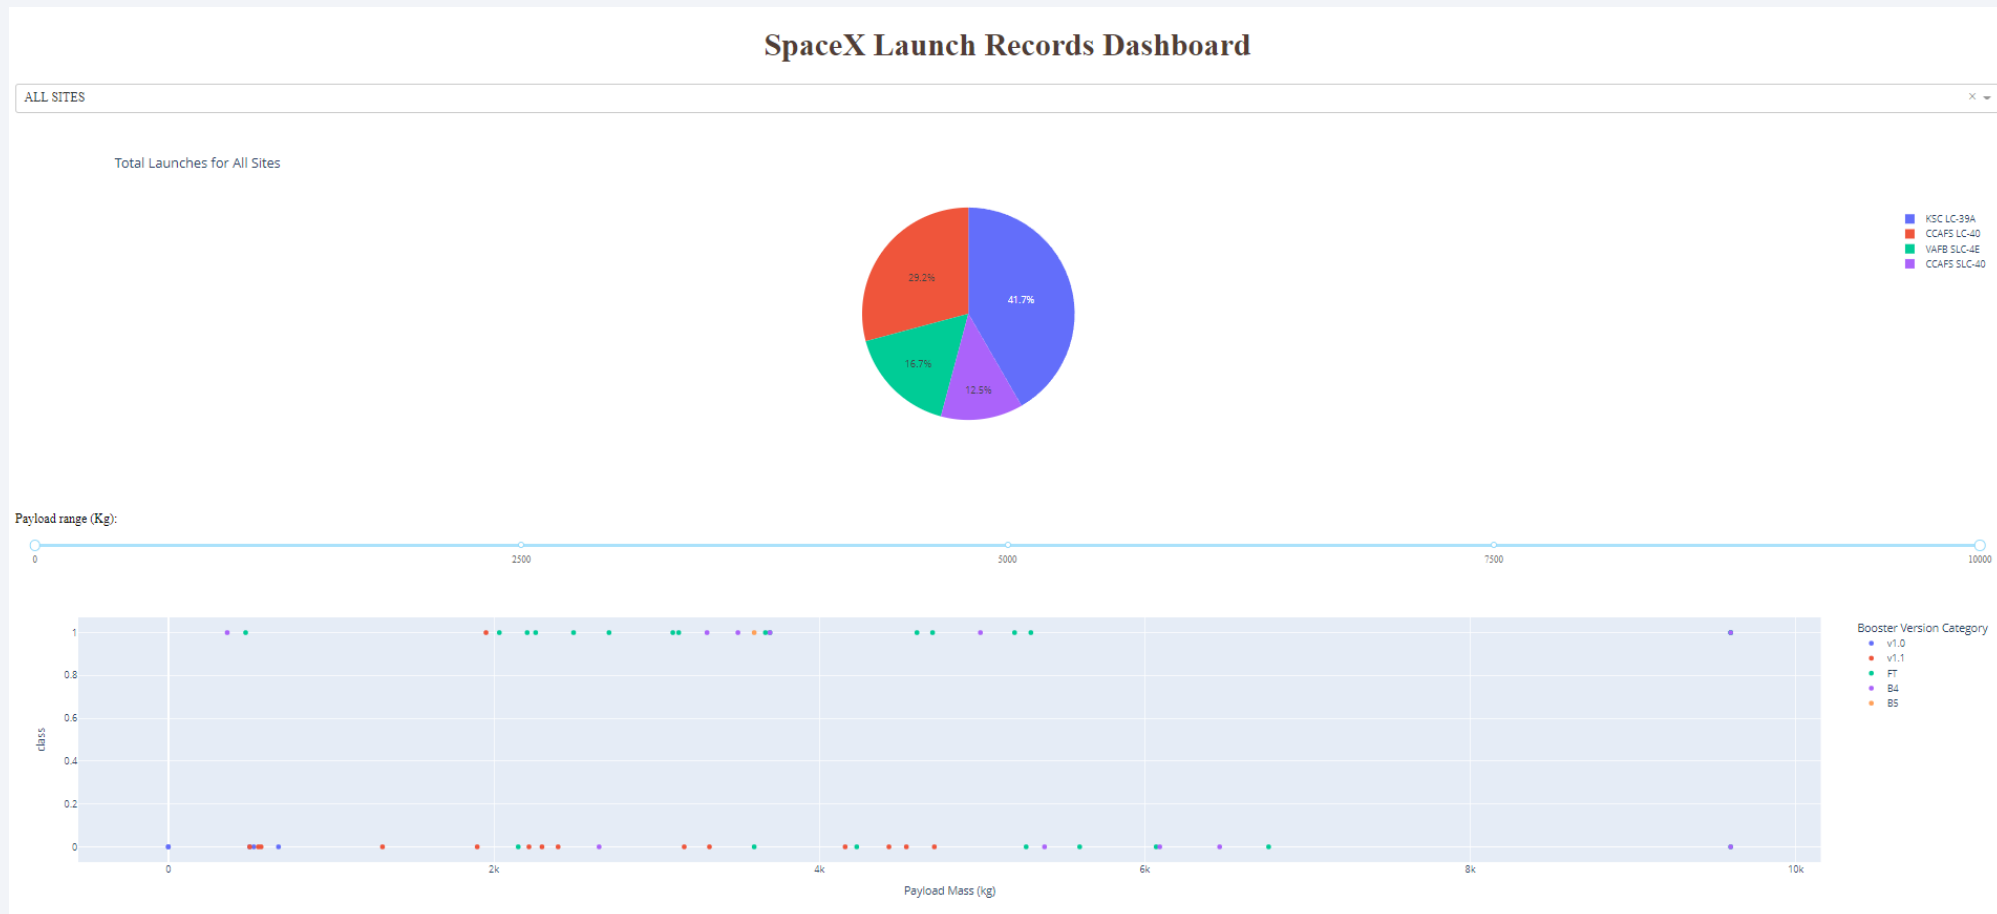 SpaceX Launch Records Dashboard
ALL SITES
×
Total Launches for All Sites
KSC LC-39A
CCAFS LC-40
VAFB SLC-4E
CCAFS SLC-40
29.2%
41.7%
16.7%
12.5%
Payload range (Kg):
0 2500 5000 7500 10000
Booster Version Category
v1.0
v1.1
FT
B4
B5
1
0.8
0.6
class
0.4
0.2
0
0 2k 4k 6k 8k 10k
Payload Mass (kg)